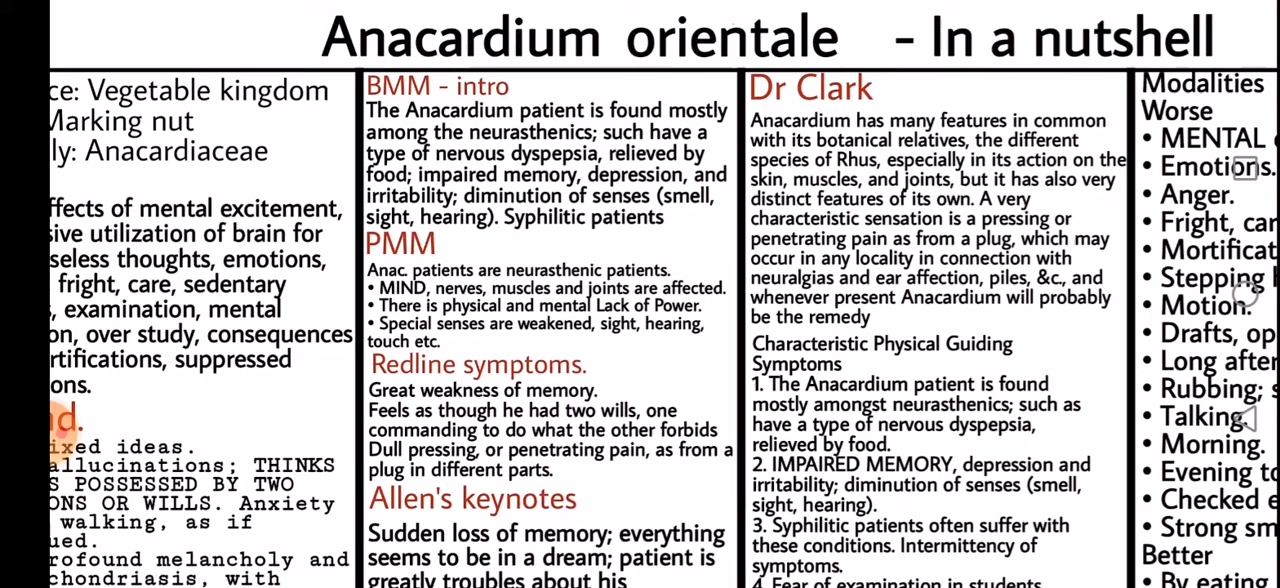 Anacardium orientale - In a nutshell
ce: Vegetable kingdom
Marking nut
ly: Anacardiaceae
ffects of mental excitement,
sive utilization of brain for
seless thoughts, emotions,
fright, care, sedentary
, examination, mental
on, over study, consequences
rtifications, suppressed
ons.
nd.
ixed ideas.
allucinations; THINKS
S POSSESSED BY TWO
ONS OR WILLS. Anxiety
walking, as if
ued.
rofound melancholy and
chondriasis, with
BMM - intro
The Anacardium patient is found mostly
among the neurasthenics; such have a
type of nervous dyspepsia, relieved by
food; impaired memory, depression, and
irritability; diminution of senses (smell,
sight, hearing). Syphilitic patients
PMM
Anac. patients are neurasthenic patients.
• MIND, nerves, muscles and joints are affected.
• There is physical and mental Lack of Power.
• Special senses are weakened, sight, hearing,
touch etc.
Redline symptoms.
Great weakness of memory.
Feels as though he had two wills, one
commanding to do what the other forbids
Dull pressing, or penetrating pain, as from a
plug in different parts.
Allen's keynotes
Sudden loss of memory; everything
seems to be in a dream; patient is
greatly troubles about his
Dr Clark
Anacardium has many features in common
with its botanical relatives, the different
species of Rhus, especially in its action on the
skin, muscles, and joints, but it has also very
distinct features of its own. A very
characteristic sensation is a pressing or
penetrating pain as from a plug, which may
occur in any locality in connection with
neuralgias and ear affection, piles, &c., and
whenever present Anacardium will probably
be the remedy
Characteristic Physical Guiding
Symptoms
1. The Anacardium patient is found
mostly amongst neurasthenics; such as
have a type of nervous dyspepsia,
relieved by food.
2. IMPAIRED MEMORY, depression and
irritability; diminution of senses (smell,
sight, hearing).
3. Syphilitic patients often suffer with
these conditions. Intermittency of
symptoms.
4. Fear of examination in students
Modalities
Worse
• MENTAL
• Emotions.
• Anger.
• Fright, car
• Mortificat
• Stepping
• Motion.
• Drafts, op
• Long after
• Rubbing; s
• Talking.
• Morning.
• Evening to
• Checked e
• Strong sm
Better
• By eating